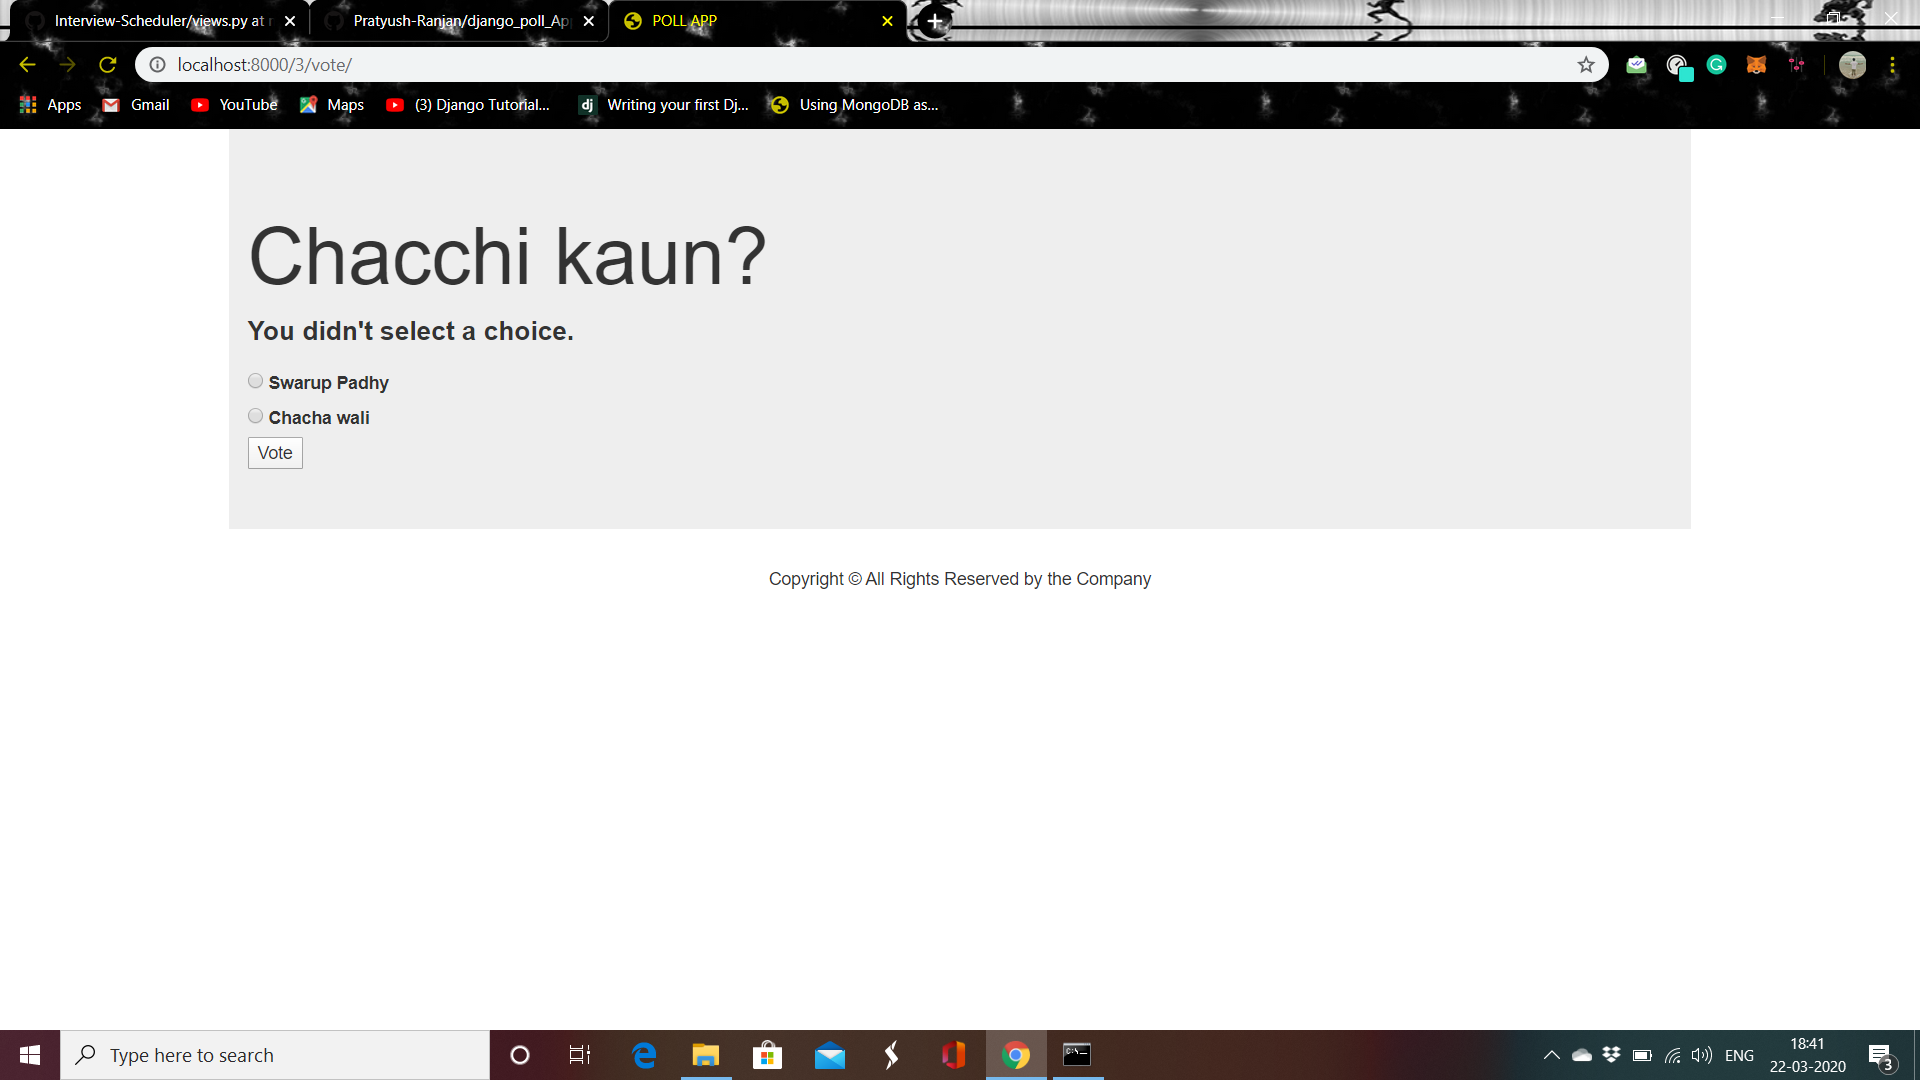 Interview-Scheduler/views.py at r
Pratyush-Ranjan/django_poll_Ap
POLL APP
localhost:8000/3/vote/
Apps
Gmail
YouTube
Maps
(3) Django Tutorial...
dj
Writing your first Dj...
Using MongoDB as...
Chacchi kaun?
You didn't select a choice.
Swarup Padhy
Chacha wali
Vote
Copyright © All Rights Reserved by the Company
Type here to search
ENG
18:41
22-03-2020
3